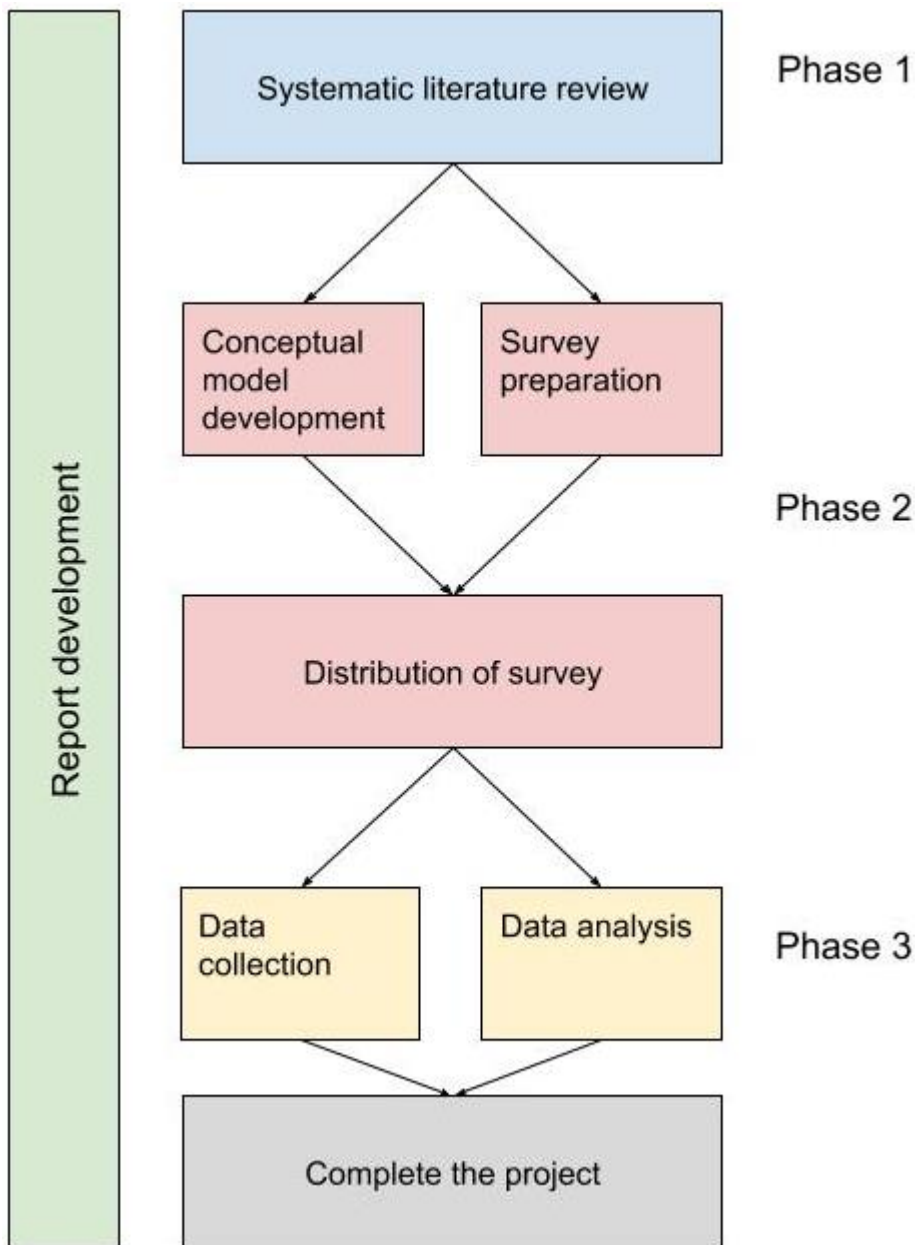 Systematic literature review
Phase 1
Conceptual
model
development
Survey
preparation
Phase 2
Distribution of survey
Data
collection
Data analysis
Phase 3
Complete the project
Report development